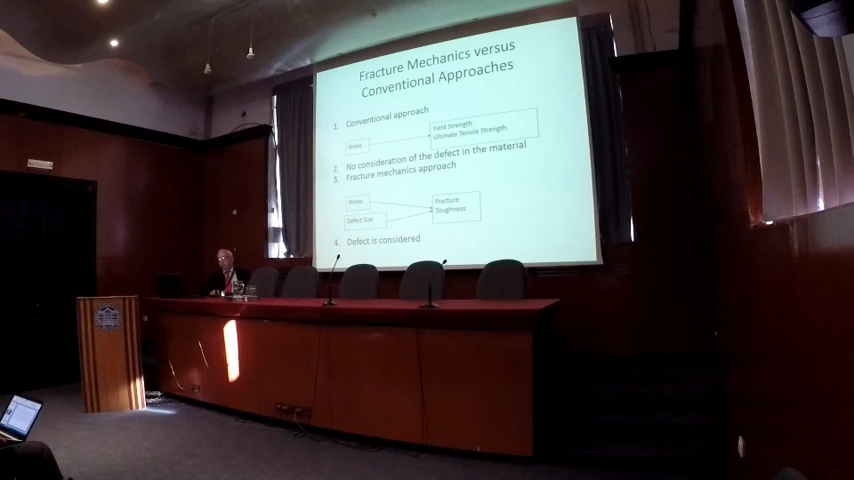 Fracture Mechanics versus
Conventional Approaches
1. Conventional approach
Stress
Yield Strength
Ultimate Tensile Strength
2. No consideration of the defect in the material
3. Fracture mechanics approach
Stress
Defect Size
Fracture
Toughness
4. Defect is considered